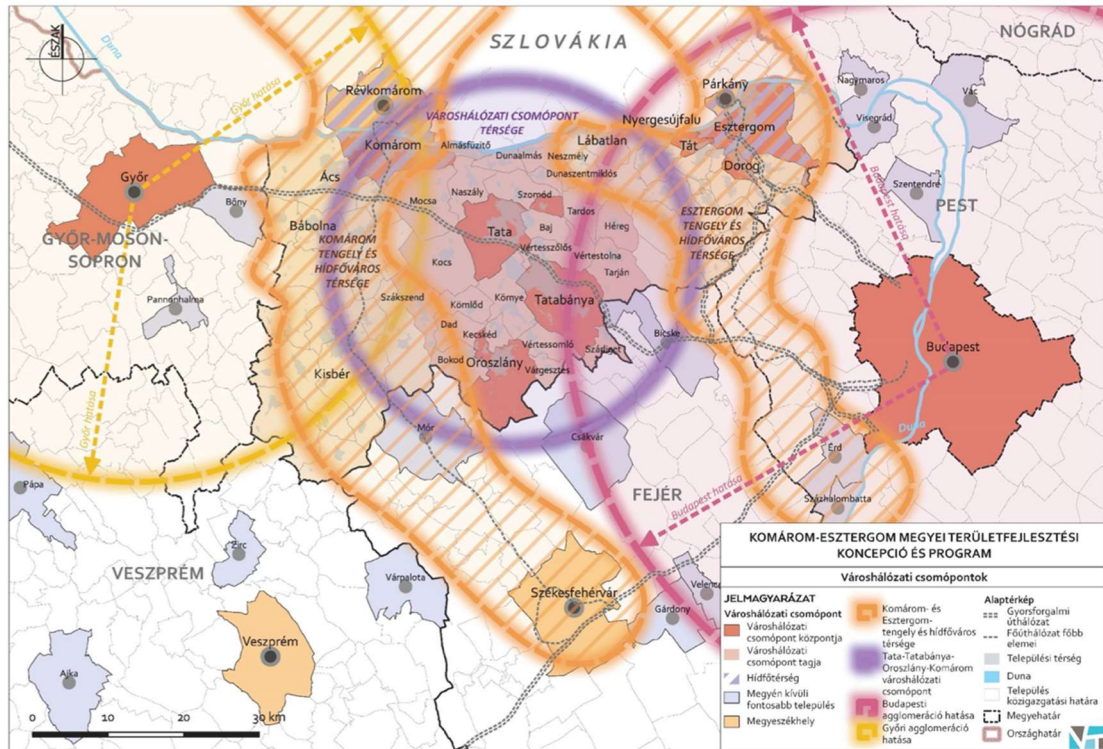 ÉSZAK
SZLOVÁKIA
NÓGRÁD
Duna
Győr hatása
Révkomárom
Párkány
Nagymaros
Vác
Visegrád
VÁROSHÁLÓZATI CSOMÓPONT
TÉRSÉGE
Nyergesújfalu
Esztergom
Komárom
Almásfüzitő
Lábatlan
Tát
Dunaalmás
Neszmély
Dorog
Dunaszentmiklós
Győr
Ács
Bőny
Naszály
Szomód
Szentendre
Mocsa
Tardos
PEST
Budapest hatása
Bábolna
Baj
Héreg
GYŐR-MOSON-
SOPRON
KOMÁROM
TENGELY ÉS
HÍDFŐVÁROS
TÉRSÉGE
Tata
Vértesszőlős
ESZTERGOM
TENGELY ÉS
HÍDFŐVÁROS
TÉRSÉGE
Kocs
Vértestolna
Tarján
Pannonhalma
Szákszend
Kömlőd
Környe
Tatabánya
Dad
Kecskéd
Bicske
Budapest
Vértessomló
Szárliget
Bokod
Oroszlány
Várgesztes
Kisbér
Győr hatása
Mór
Csákvár
Duna
Érd
Pápa
FEJÉR
Budapest hatása
Százhalombatta
Zirc
VESZPRÉM
Várpalota
Székesfehérvár
Velence
Gárdony
Veszprém
Ajka
0 10 20 30 km
KOMÁROM-ESZTERGOM MEGYEI TERÜLETFEJLESZTÉSI
KONCEPCIÓ ÉS PROGRAM
Városhálózati csomópontok
JELMAGYARÁZAT
Városhálózati csomópont
Városhálózati
csomópont központja
Városhálózati
csomópont tagja
Hídfőtérség
Megyén kívüli
fontosabb település
Megyeszékhely
Komárom- és
Esztergom-
tengely és hídfőváros
térsége
Tata-Tatabánya-
Oroszlány-Komárom
városhálózati
csomópont
Budapesti
agglomeráció hatása
Győri agglomeráció
hatása
Alaptérkép
Gyorsforgalmi
úthálózat
Főúthálózat főbb
elemei
Települési térség
Duna
Település
közigazgatási határa
Megyehatár
Országhatár